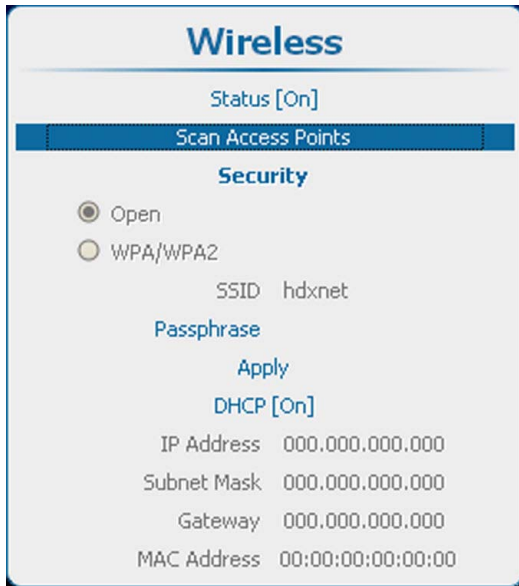 Wireless
Status [On]
Scan Access Points
Security
Open
WPA/WPA2
SSID hdxnet
Passphrase
Apply
DHCP [On]
IP Address 000.000.000.000
Subnet Mask 000.000.000.000
Gateway 000.000.000.000
MAC Address 00:00:00:00:00:00